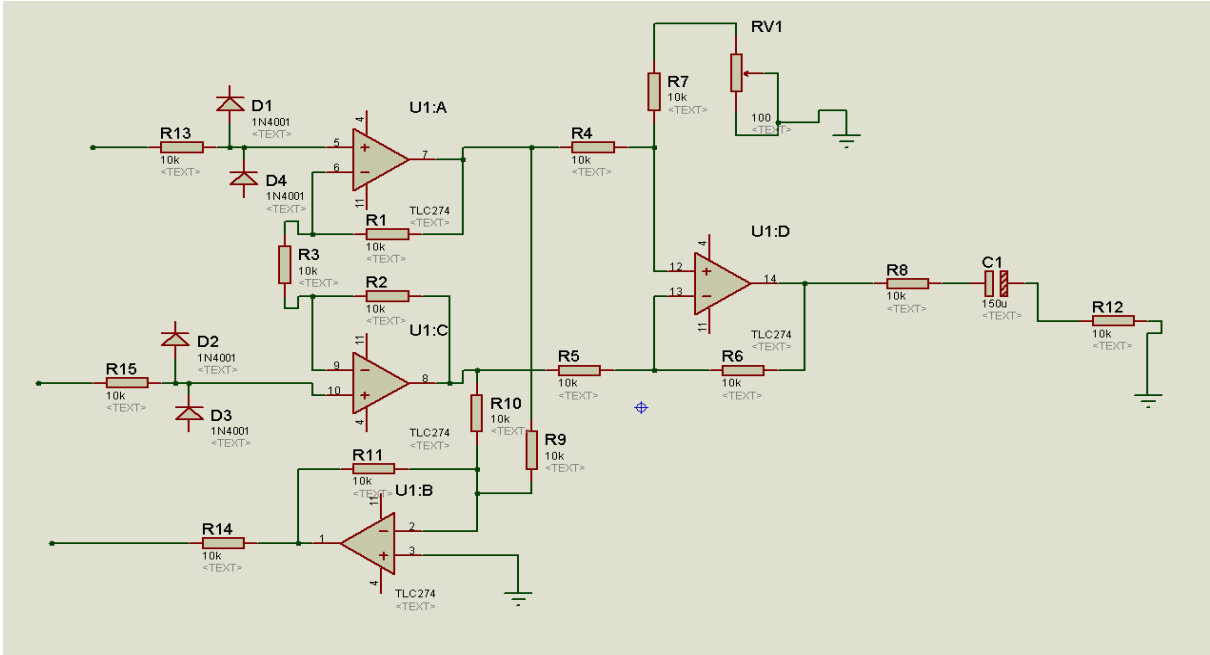 RV1
100
<TEXT>
R7
10k
<TEXT>
D1
1N4001
<TEXT>
U1:A
4
5
6
7
11
TLC274
<TEXT>
R13
10k
<TEXT>
D4
1N4001
<TEXT>
R4
10k
<TEXT>
R1
10k
<TEXT>
R3
10k
<TEXT>
R2
10k
<TEXT>
U1:D
4
12
13
14
11
TLC274
<TEXT>
R8
10k
<TEXT>
C1
150u
<TEXT>
R12
10k
<TEXT>
U1:C
11
9
10
8
4
TLC274
<TEXT>
D2
1N4001
<TEXT>
R15
10k
<TEXT>
D3
1N4001
<TEXT>
R5
10k
<TEXT>
R6
10k
<TEXT>
R10
10k
<TEXT>
R9
10k
<TEXT>
R11
10k
<TEXT>
U1:B
11
2
3
1
4
TLC274
<TEXT>
R14
10k
<TEXT>